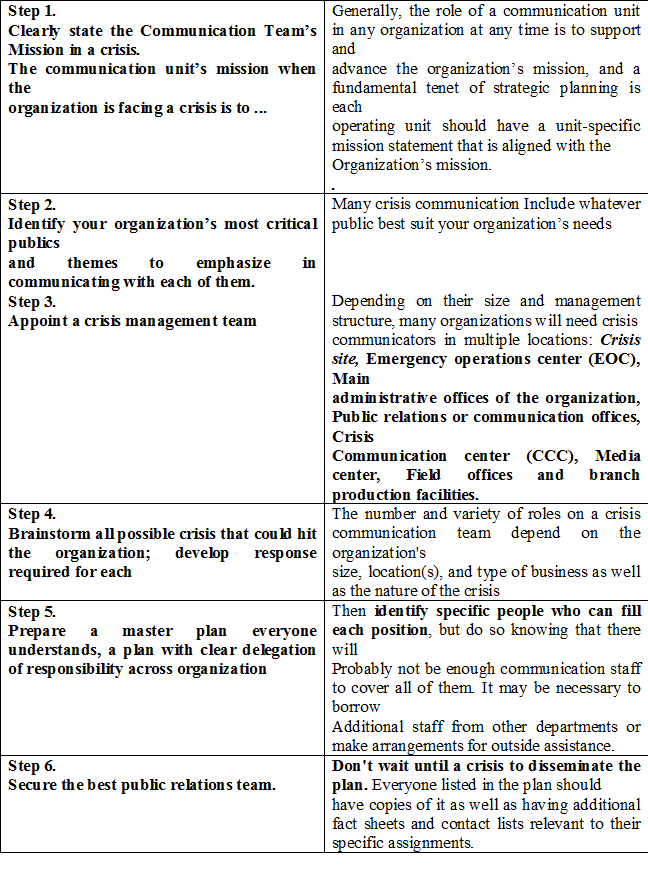 Step 1.
Clearly state the Communication Team's
Mission in a crisis.
The communication unit's mission when
the
organization is facing a crisis is to ...
Generally, the role of a communication unit
in any organization at any time is to support
and
advance the organization's mission, and a
fundamental tenet of strategic planning is
each
operating unit should have a unit-specific
mission statement that is aligned with the
Organization's mission.
.
Step 2.
Identify your organization's most critical
publics
and themes to emphasize in
communicating with each of them.
Many crisis communication Include whatever
public best suit your organization's needs
Step 3.
Appoint a crisis management team
Depending on their size and management
structure, many organizations will need crisis
communicators in multiple locations: Crisis
site, Emergency operations center (EOC),
Main
administrative offices of the organization,
Public relations or communication offices,
Crisis
Communication center (CCC), Media
center, Field offices and branch
production facilities.
Step 4.
Brainstorm all possible crisis that could hit
the organization; develop response
required for each
The number and variety of roles on a crisis
communication team depend on the
organization's
size, location(s), and type of business as well
as the nature of the crisis
Step 5.
Prepare a master plan everyone
understands, a plan with clear delegation
of responsibility across organization
Then identify specific people who can fill
each position, but do so knowing that there
will
Probably not be enough communication staff
to cover all of them. It may be necessary to
borrow
Additional staff from other departments or
make arrangements for outside assistance.
Step 6.
Secure the best public relations team.
Don't wait until a crisis to disseminate the
plan. Everyone listed in the plan should
have copies of it as well as having additional
fact sheets and contact lists relevant to their
specific assignments.